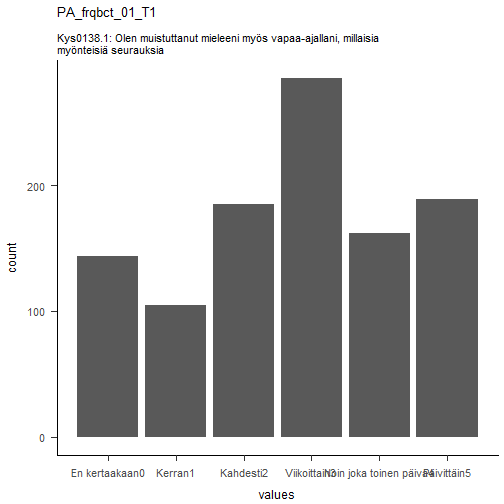 PA_frqbct_01_T1
Kys0138.1: Olen muistuttanut mieleeni myös vapaa-ajallani, millaisia
myönteisiä seurauksia
count
200
100
0
En kertaakaan0 Kerran1 Kahdesti2 Viikoittain3 Noin joka toinen päivä4 Päivittäin5
values